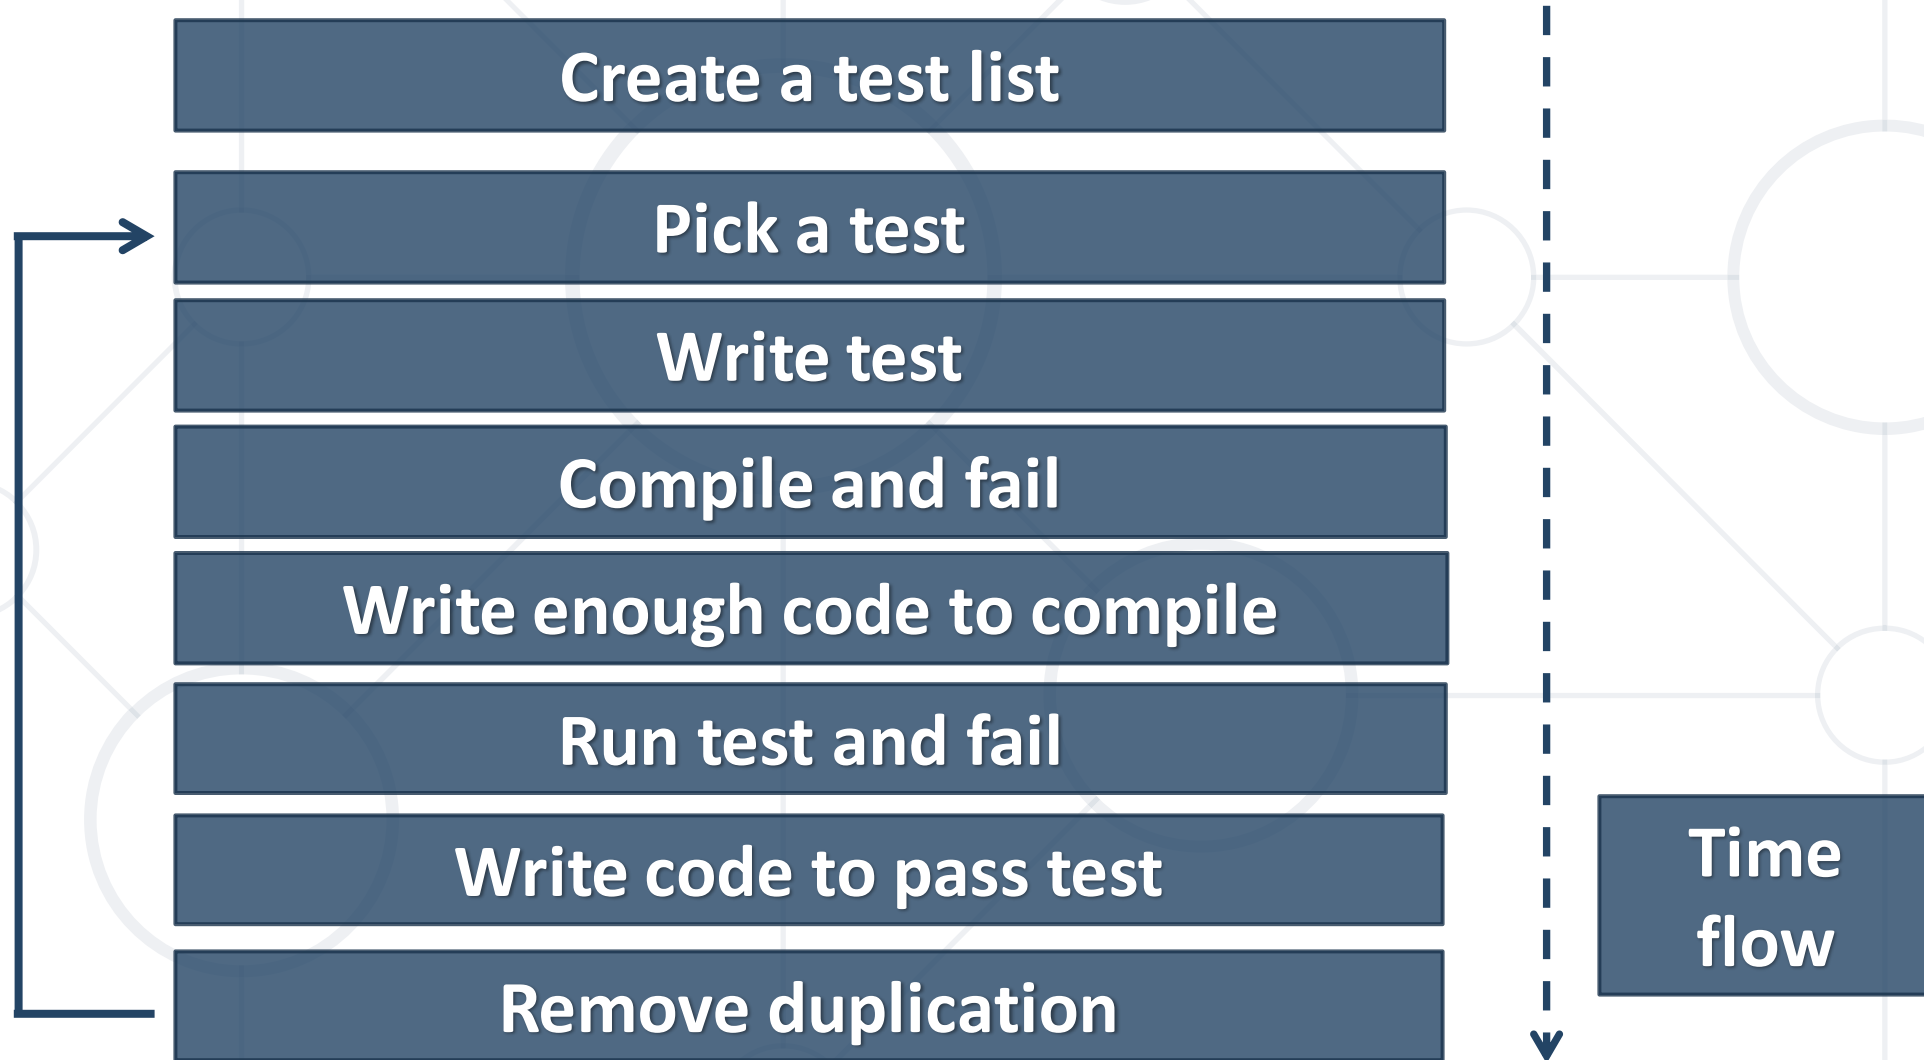 Create a test list
Pick a test
Write test
Compile and fail
Write enough code to compile
Run test and fail
Write code to pass test
Remove duplication
Time
flow